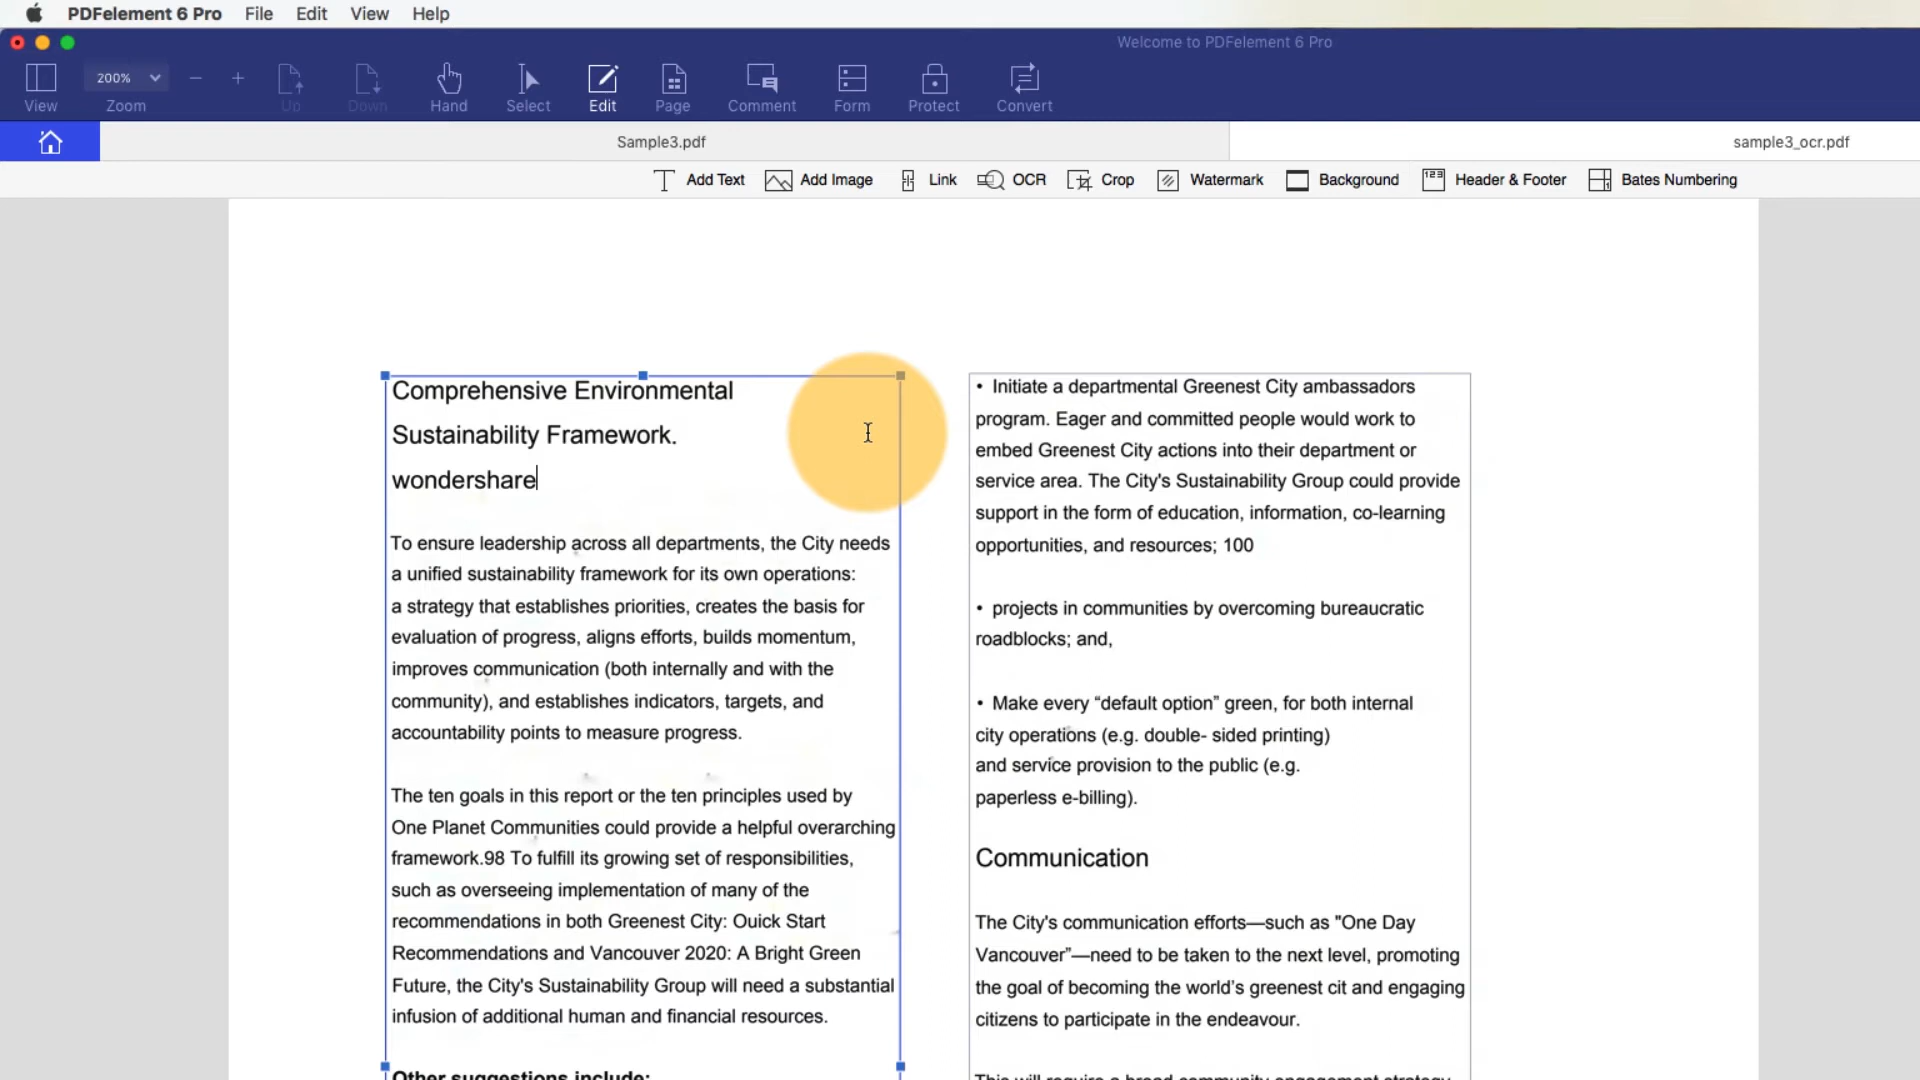 PDFelement 6 Pro File Edit View Help
Welcome to PDFelement 6 Pro
200%
View Zoom Up Down Hand Select Edit Page Comment Form Protect Convert
Sample3.pdf sample3_ocr.pdf
Add Text Add Image Link OCR Crop Watermark Background Header & Footer Bates Numbering
Comprehensive Environmental
Sustainability Framework.
wondershare
To ensure leadership across all departments, the City needs
a unified sustainability framework for its own operations:
a strategy that establishes priorities, creates the basis for
evaluation of progress, aligns efforts, builds momentum,
improves communication (both internally and with the
community), and establishes indicators, targets, and
accountability points to measure progress.
The ten goals in this report or the ten principles used by
One Planet Communities could provide a helpful overarching
framework.98 To fulfill its growing set of responsibilities,
such as overseeing implementation of many of the
recommendations in both Greenest City: Ouick Start
Recommendations and Vancouver 2020: A Bright Green
Future, the City's Sustainability Group will need a substantial
infusion of additional human and financial resources.
Other suggestions include:
• Initiate a departmental Greenest City ambassadors
program. Eager and committed people would work to
embed Greenest City actions into their department or
service area. The City's Sustainability Group could provide
support in the form of education, information, co-learning
opportunities, and resources; 100
• projects in communities by overcoming bureaucratic
roadblocks; and,
• Make every “default option” green, for both internal
city operations (e.g. double- sided printing)
and service provision to the public (e.g.
paperless e-billing).
Communication
The City's communication efforts—such as "One Day
Vancouver”—need to be taken to the next level, promoting
the goal of becoming the world’s greenest cit and engaging
citizens to participate in the endeavour.
This will require a broad community engagement strategy